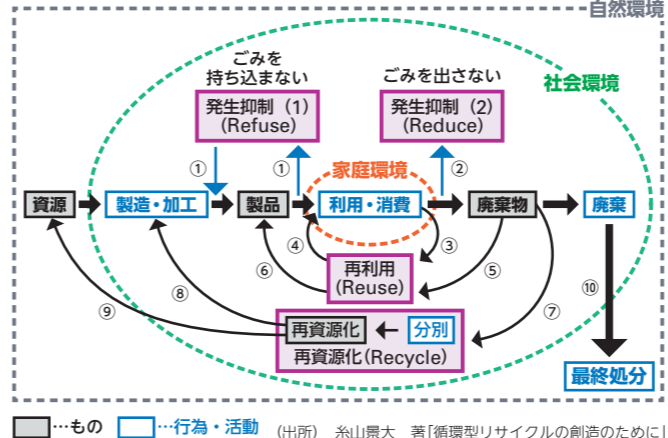 自然環境
社会環境
ごみを
持ち込まない
ごみを出さない
発生抑制(1)
(Refuse)
発生抑制(2)
(Reduce)
① ① ②
家庭環境
資源 製造・加工 製品 利用・消費 廃棄物 廃棄
④ ③
⑥ ⑤
再利用
(Reuse)
⑨ ⑧ ⑦ ⑩
再資源化 分別
再資源化(Recycle)
最終処分
…もの …行為・活動 (出所) 糸山景大 著「循環型リサイクルの創造のために」